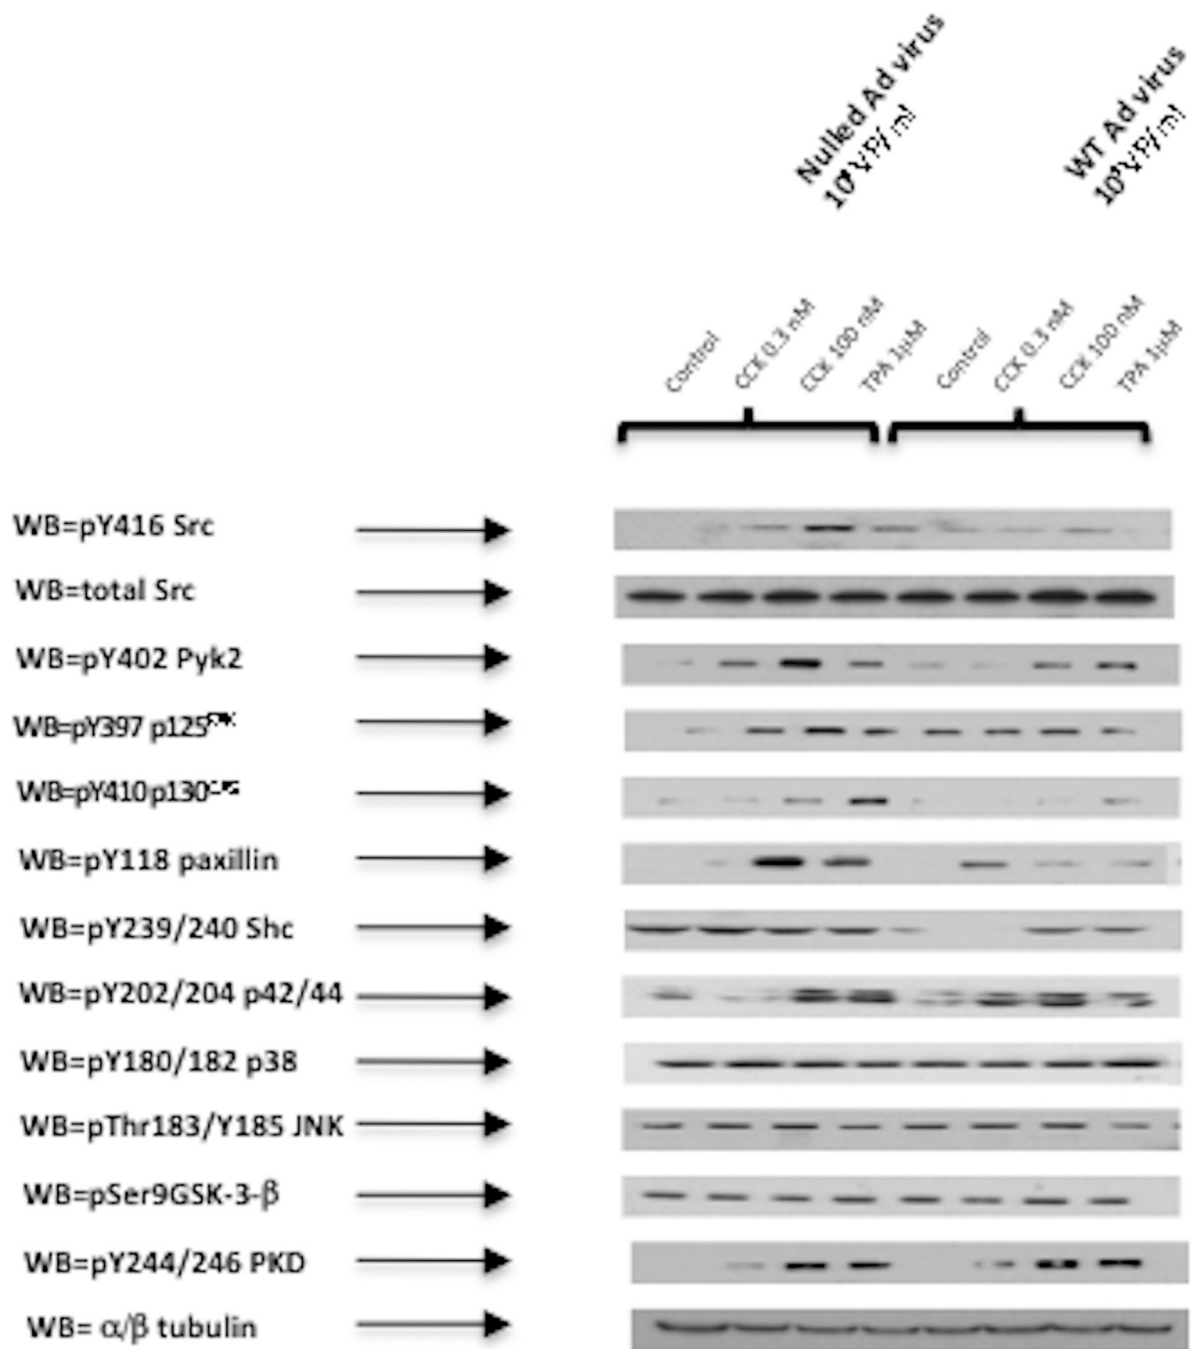 Nulled Ad virus
WT Ad virus
Control
CCK 0.3 nM
CCK 100 nM
TPA 1µM
Control
CCK 0.3 nM
CCK 100 nM
TPA 1µM
WB=pY416 Src
WB=total Src
WB=pY402 Pyk2
WB=pY397 p125
WB=pY410p130
WB=pY118 paxillin
WB=pY239/240 Shc
WB=pY202/204 p42/44
WB=pY180/182 p38
WB=pThr183/Y185 JNK
WB=pSer9GSK-3-β
WB=pY244/246 PKD
WB= α/β tubulin